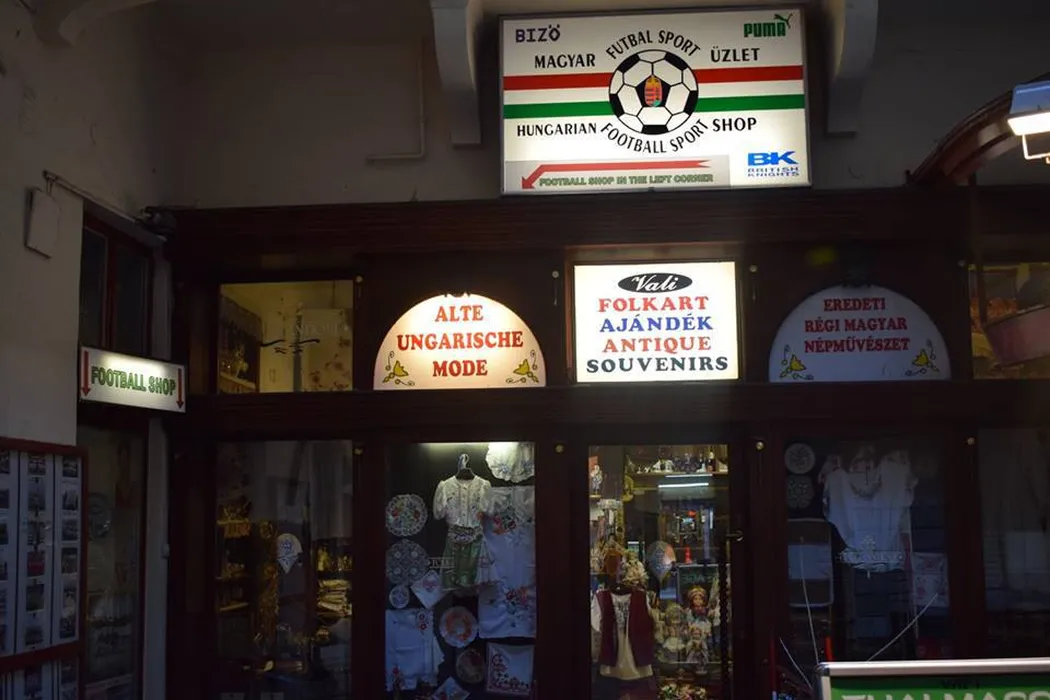 BIZÖ
PUMA
FUTBAL SPORT
MAGYAR ÜZLET
HUNGARIAN SHOP
FOOTBALL SPORT
FOOTBALL SHOP IN THE LEFT CORNER
BK
BRITISH KNIGHTS
Vali
FOLKART
AJÁNDÉK
ANTIQUE
SOUVENIRS
ALTE
UNGARISCHE
MODE
EREDETI
RÉGI MAGYAR
NÉPMŰVÉSZET
FOOTBALL SHOP